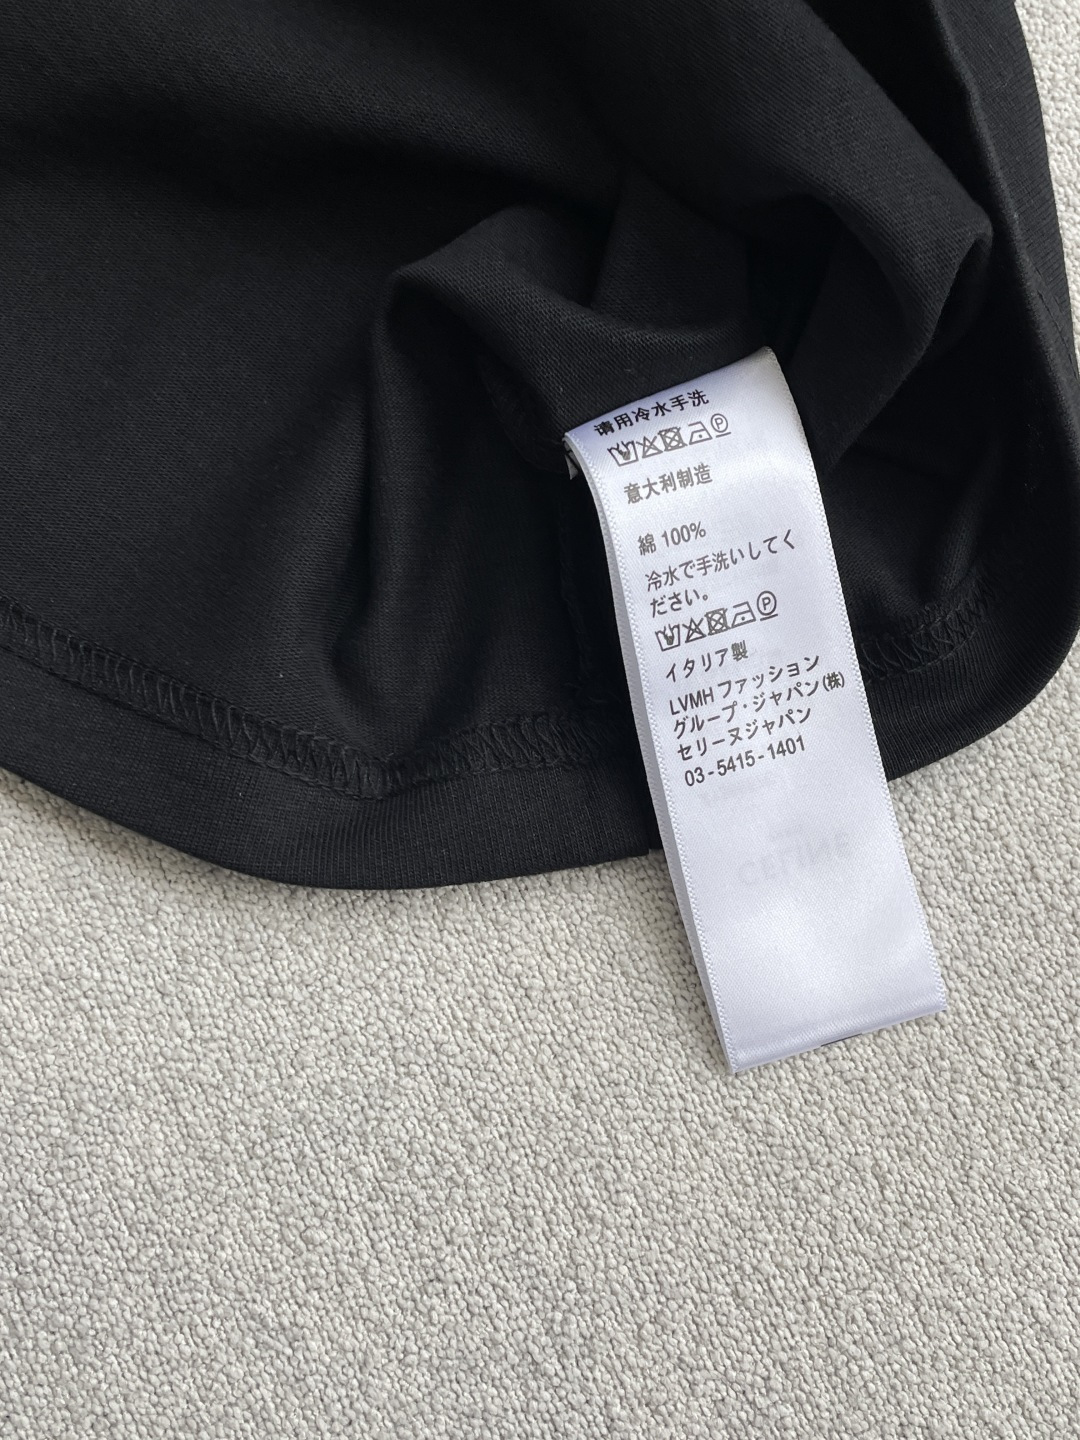 请用冷水手洗
意大利制造
綿 100%
冷水で手洗いしてく
ださい。
イタリア製
LVMH ファッション
グループ・ジャパン(株)
セリーヌジャパン
03-5415-1401
CELINE